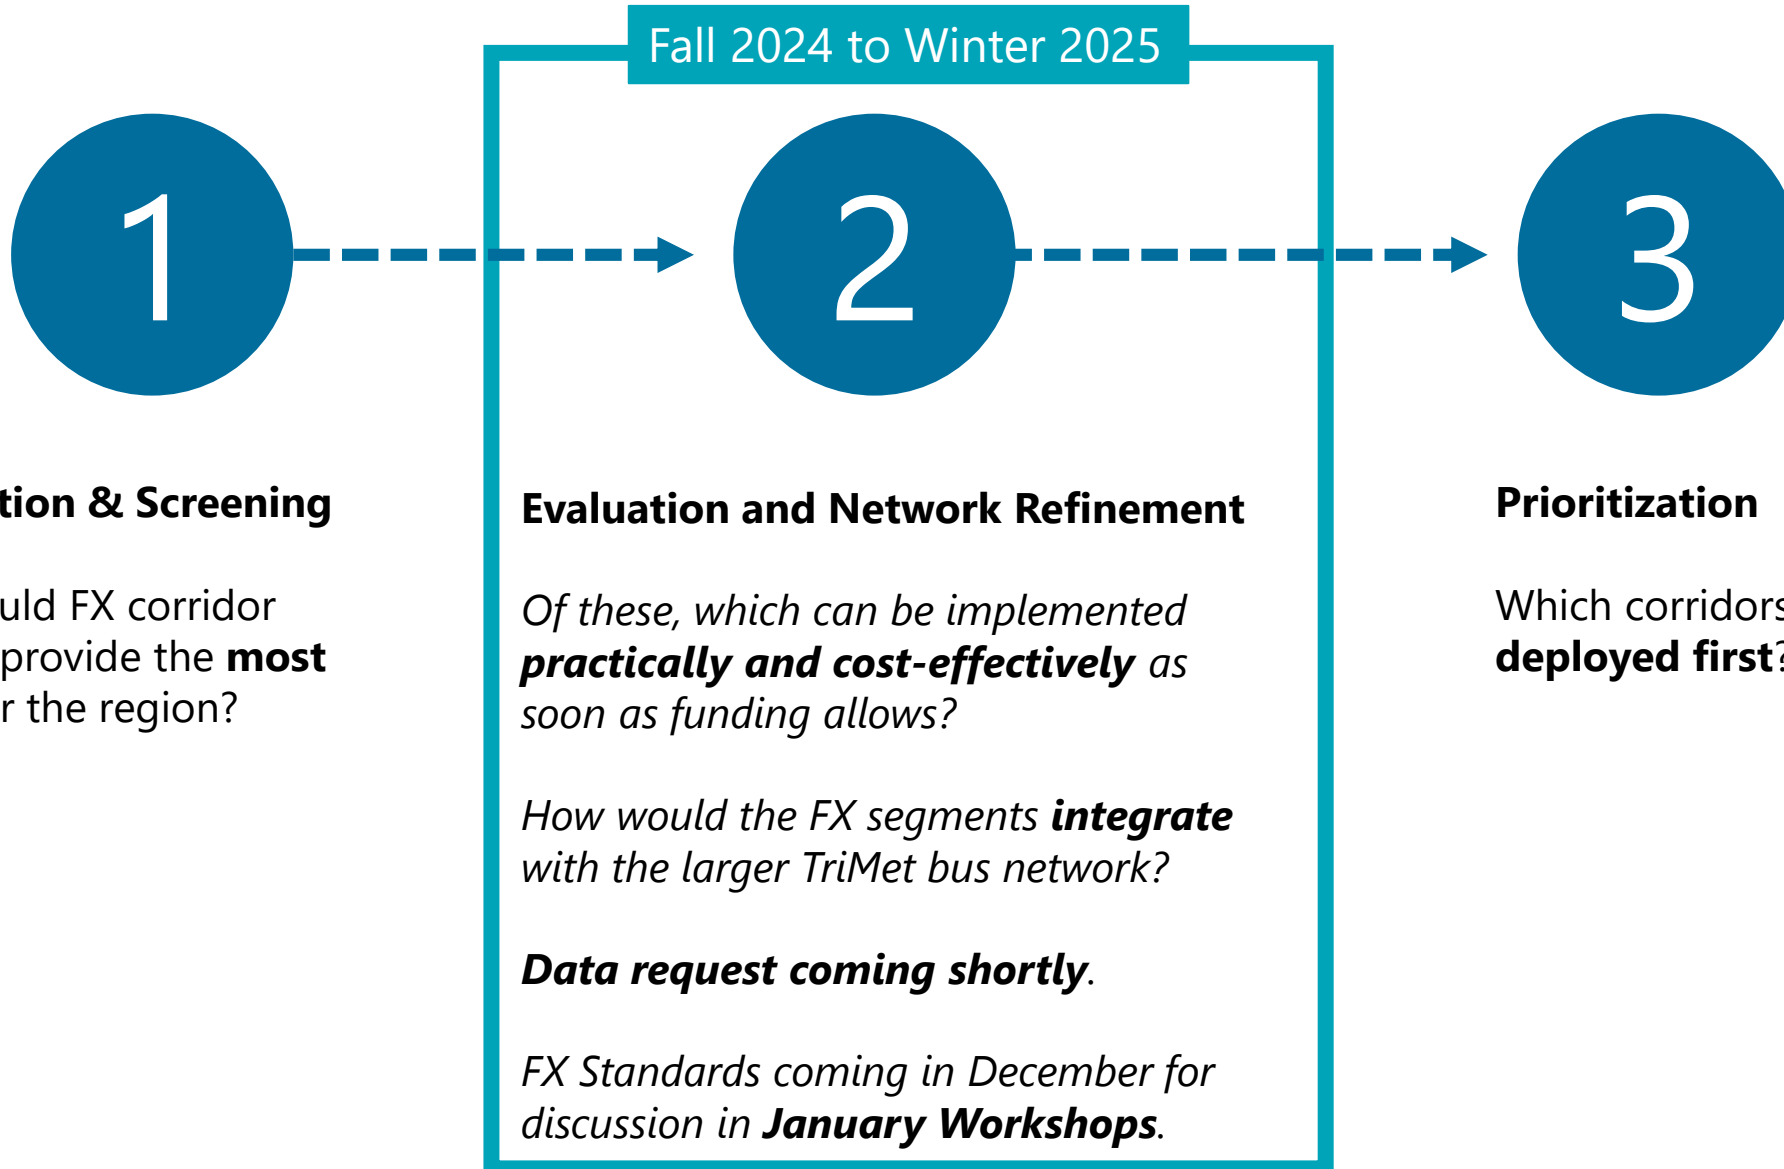 Fall 2024 to Winter 2025
1
2
3
tion & Screening
uld FX corridor
provide the most
r the region?
Evaluation and Network Refinement
Of these, which can be implemented
practically and cost-effectively as
soon as funding allows?
How would the FX segments integrate
with the larger TriMet bus network?
Data request coming shortly.
FX Standards coming in December for
discussion in January Workshops.
Prioritization
Which corridors
deployed first?